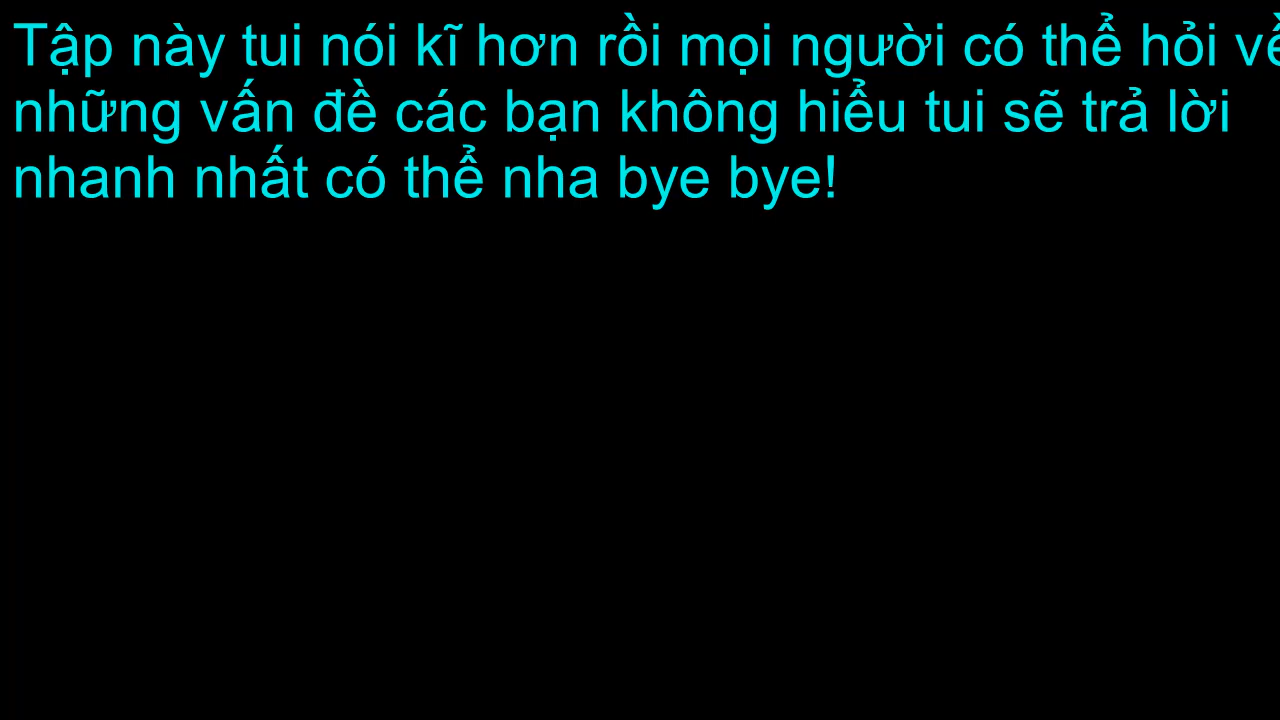 Tập này tui nói kĩ hơn rồi mọi người có thể hỏi về
những vấn đề các bạn không hiểu tui sẽ trả lời
nhanh nhất có thể nha bye bye!